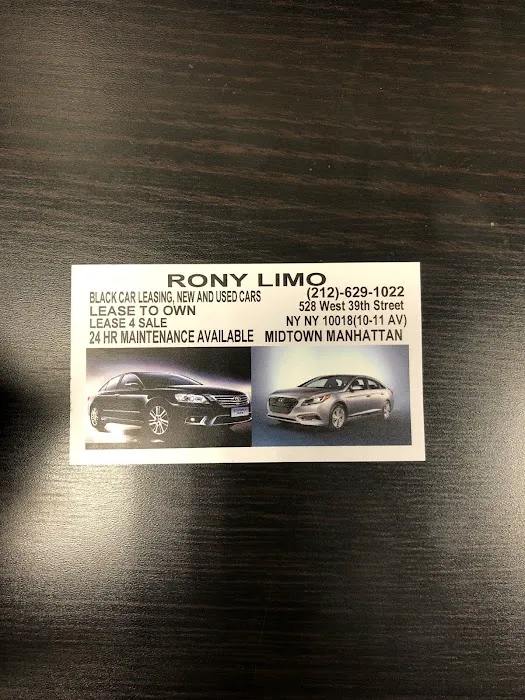 RONY LIMO
BLACK CAR LEASING, NEW AND USED CARS
LEASE TO OWN
LEASE 4 SALE
24 HR MAINTENANCE AVAILABLE
(212)-629-1022
528 West 39th Street
NY NY 10018(10-11 AV)
MIDTOWN MANHATTAN